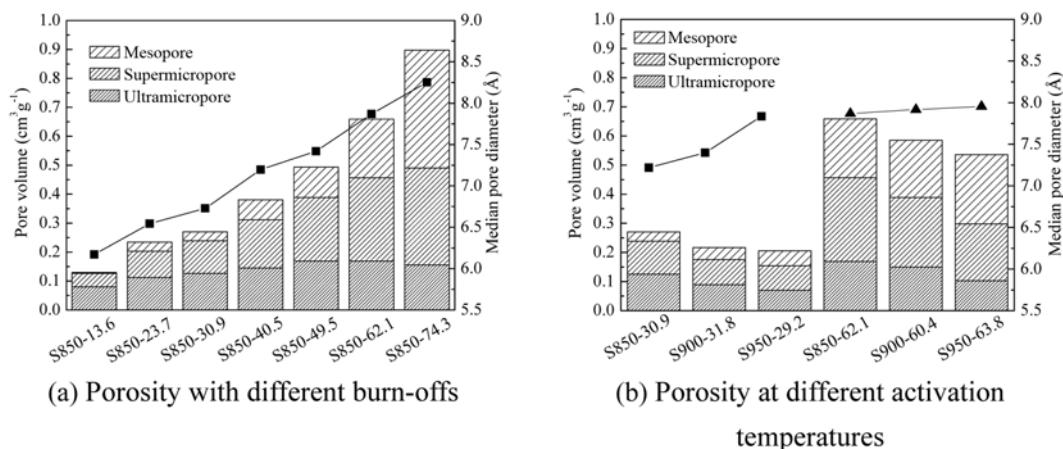 1.0
0.9
0.8
0.7
0.6
0.5
0.4
0.3
0.2
0.1
0.0
Pore volume (cm³g⁻¹)
Mesopore
Supermicropore
Ultramicropore
9.0
8.5
8.0
7.5
7.0
6.5
6.0
5.5
Median pore diameter (Å)
S850-13.6
S850-23.7
S850-30.9
S850-40.5
S850-49.5
S850-62.1
S850-74.3
(a) Porosity with different burn-offs
1.0
0.9
0.8
0.7
0.6
0.5
0.4
0.3
0.2
0.1
0.0
Pore volume (cm³g⁻¹)
Mesopore
Supermicropore
Ultramicropore
9.0
8.5
8.0
7.5
7.0
6.5
6.0
5.5
Median pore diameter (Å)
S850-30.9
S900-31.8
S950-29.2
S850-62.1
S900-60.4
S950-63.8
(b) Porosity at different activation
temperatures